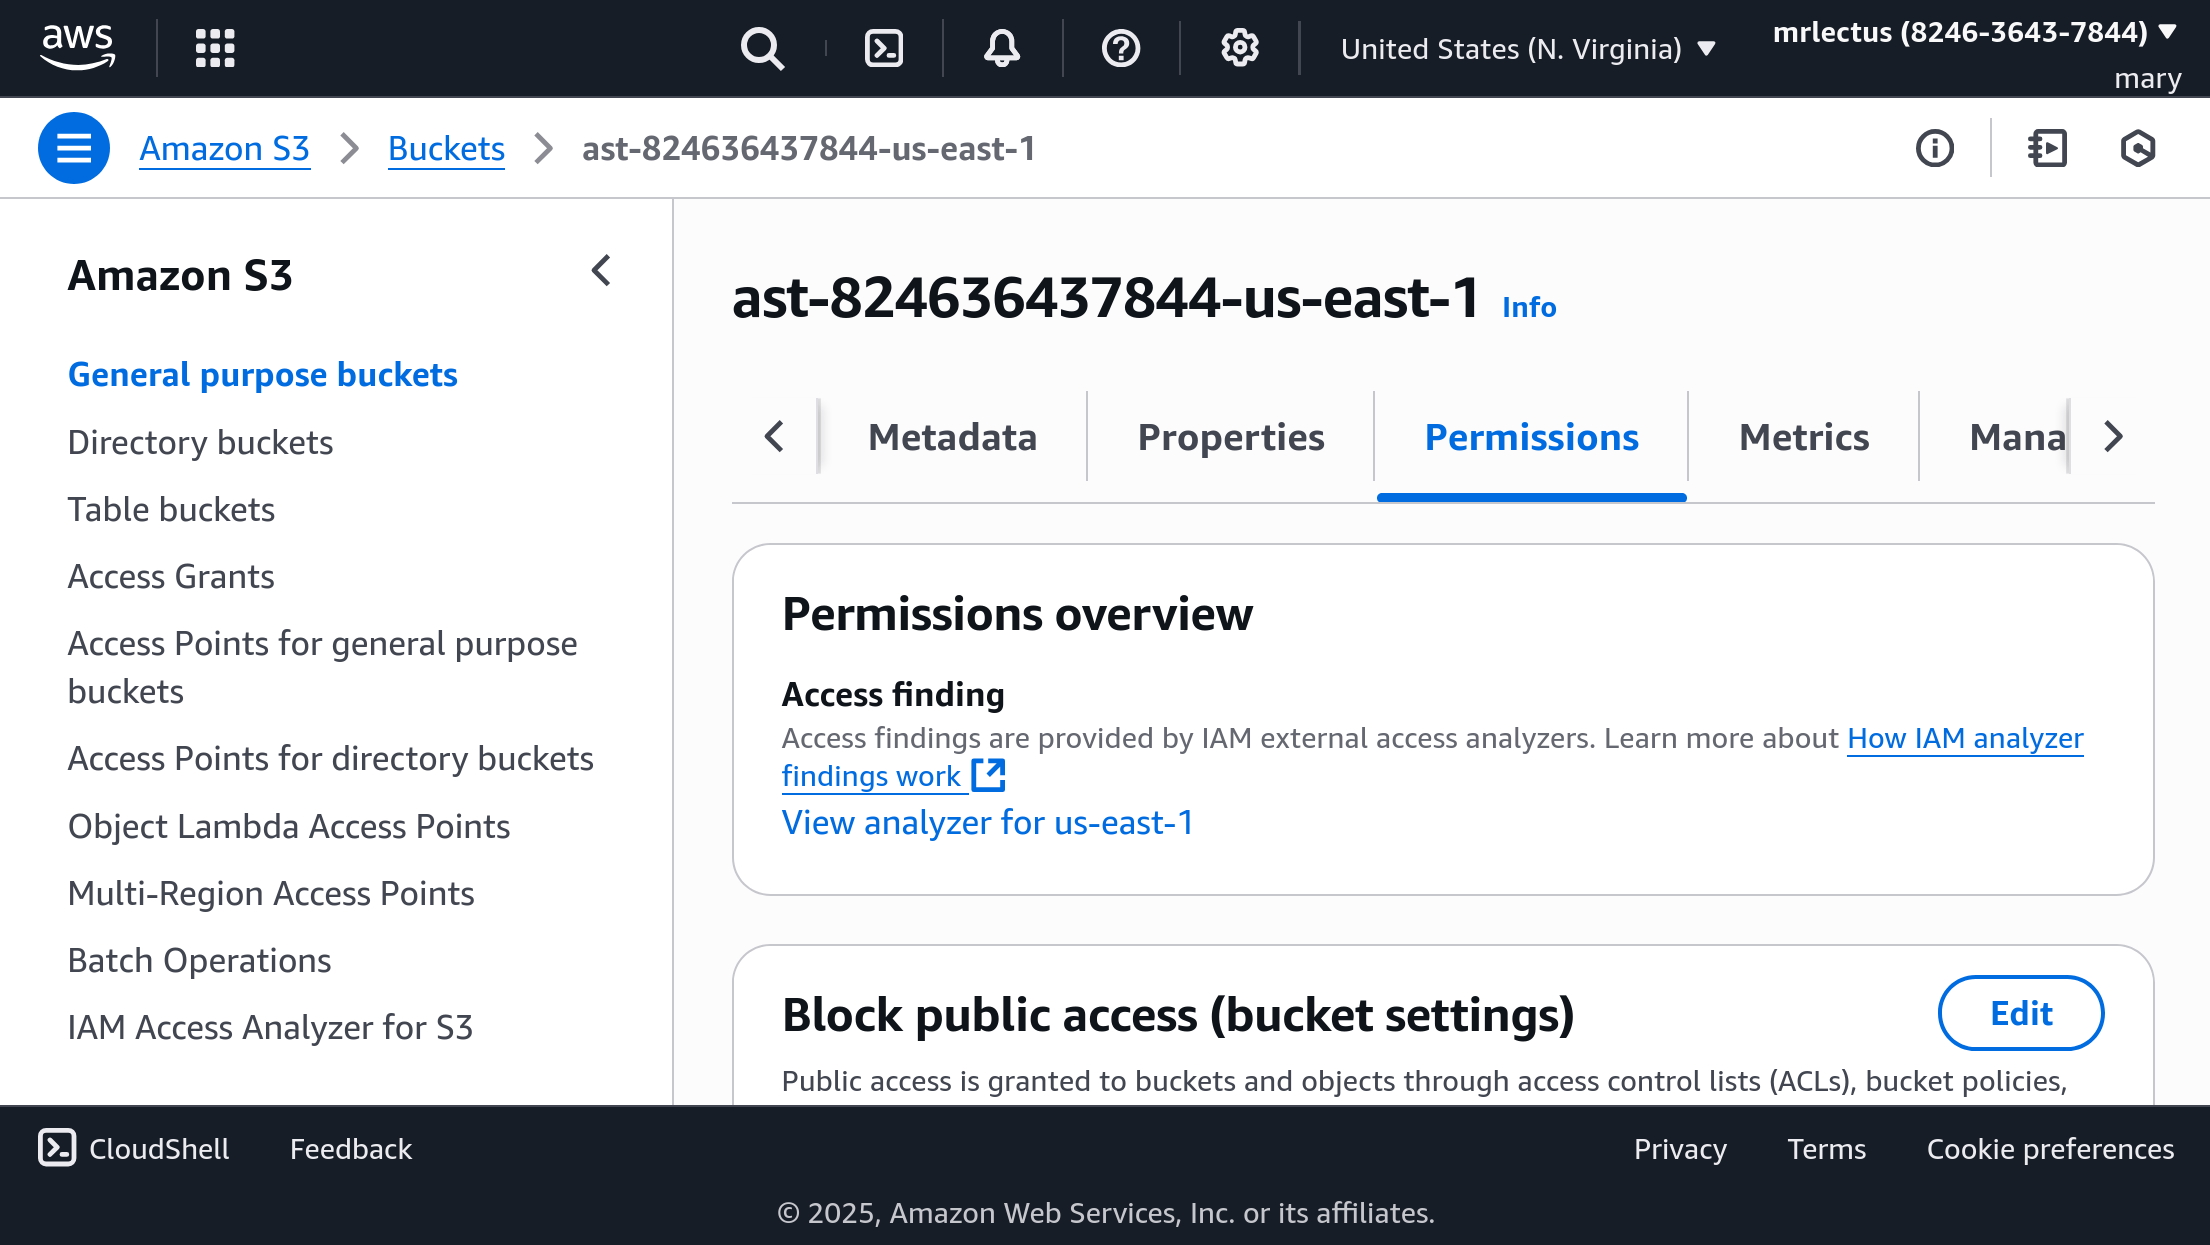 aws
United States (N. Virginia)
mrlectus (8246-3643-7844)
mary
Amazon S3
Buckets
ast-824636437844-us-east-1
Amazon S3
General purpose buckets
Directory buckets
Table buckets
Access Grants
Access Points for general purpose
buckets
Access Points for directory buckets
Object Lambda Access Points
Multi-Region Access Points
Batch Operations
IAM Access Analyzer for S3
ast-824636437844-us-east-1 Info
Metadata
Properties
Permissions
Metrics
Mana
Permissions overview
Access finding
Access findings are provided by IAM external access analyzers. Learn more about How IAM analyzer
findings work
View analyzer for us-east-1
Block public access (bucket settings)
Edit
Public access is granted to buckets and objects through access control lists (ACLs), bucket policies,
CloudShell
Feedback
Privacy
Terms
Cookie preferences
© 2025, Amazon Web Services, Inc. or its affiliates.